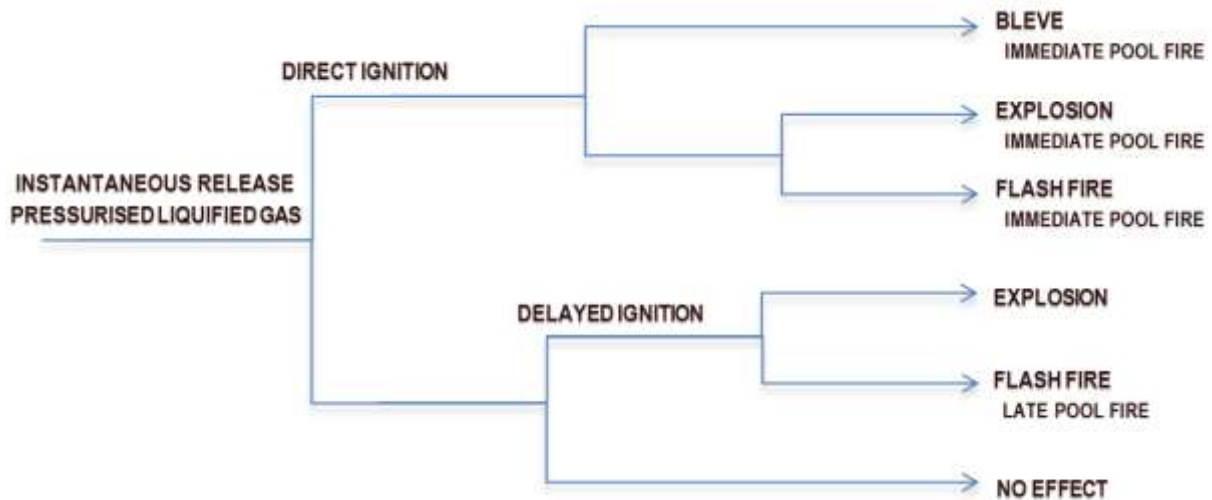 BLEVE
IMMEDIATE POOL FIRE
DIRECT IGNITION
EXPLOSION
IMMEDIATE POOL FIRE
INSTANTANEOUS RELEASE
PRESSURISED LIQUIFIED GAS
FLASH FIRE
IMMEDIATE POOL FIRE
EXPLOSION
DELAYED IGNITION
FLASH FIRE
LATE POOL FIRE
NO EFFECT